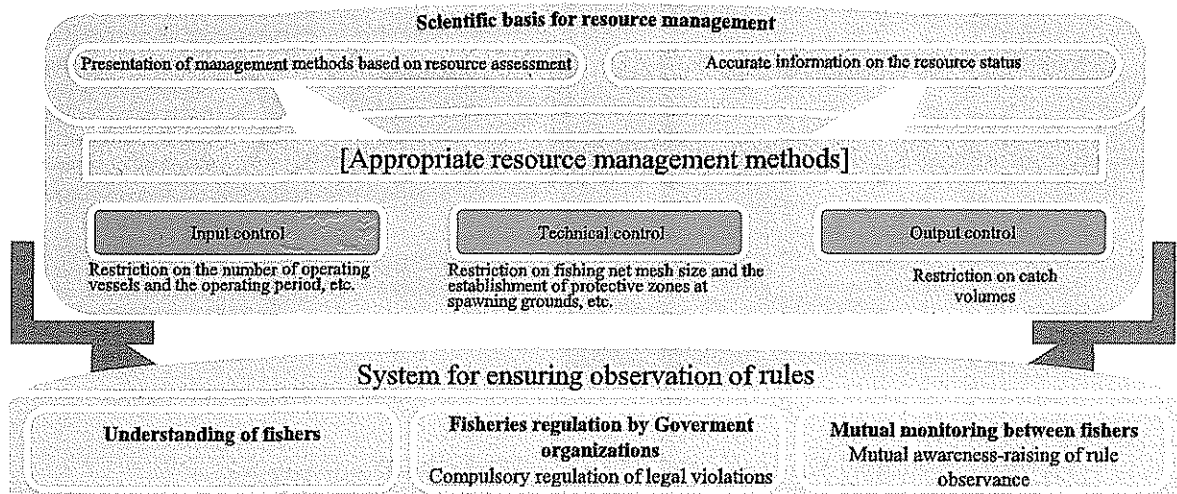 Scientific basis for resource management
Presentation of management methods based on resource assessment
Accurate information on the resource status
[Appropriate resource management methods]
Input control
Restriction on the number of operating
vessels and the operating period, etc.
Technical control
Restriction on fishing net mesh size and the
establishment of protective zones at
spawning grounds, etc.
Output control
Restriction on catch
volumes
System for ensuring observation of rules
Understanding of fishers
Fisheries regulation by Goverment
organizations
Compulsory regulation of legal violations
Mutual monitoring between fishers
Mutual awareness-raising of rule
observance